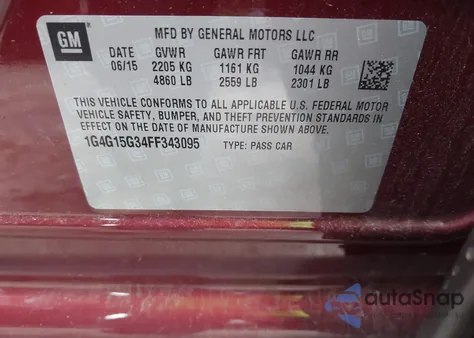 GM
MFD BY GENERAL MOTORS LLC
DATE GVWR GAWR FRT GAWR RR
06/15 2205 KG 1161 KG 1044 KG
4860 LB 2559 LB 2301 LB
THIS VEHICLE CONFORMS TO ALL APPLICABLE U.S. FEDERAL MOTOR
VEHICLE SAFETY, BUMPER, AND THEFT PREVENTION STANDARDS IN
EFFECT ON THE DATE OF MANUFACTURE SHOWN ABOVE.
1G4G15G34FF343095 TYPE: PASS CAR
autoSnap